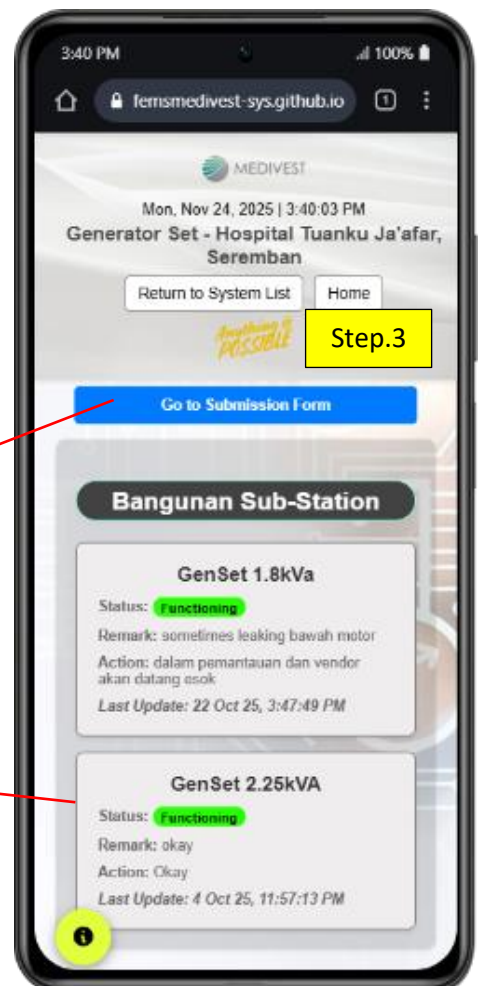 3:40 PM
100%
femsmedivest-sys.github.io
1
MEDIVEST
Mon, Nov 24, 2025 | 3:40:03 PM
Generator Set - Hospital Tuanku Ja'afar,
Seremban
Return to System List
Home
Anything is
POSSIBLE
Step.3
Go to Submission Form
Bangunan Sub-Station
GenSet 1.8kVa
Status: Functioning
Remark: sometimes leaking bawah motor
Action: dalam pemantauan dan vendor
akan datang esok
Last Update: 22 Oct 25, 3:47:49 PM
GenSet 2.25kVA
Status: Functioning
Remark: okay
Action: Okay
Last Update: 4 Oct 25, 11:57:13 PM